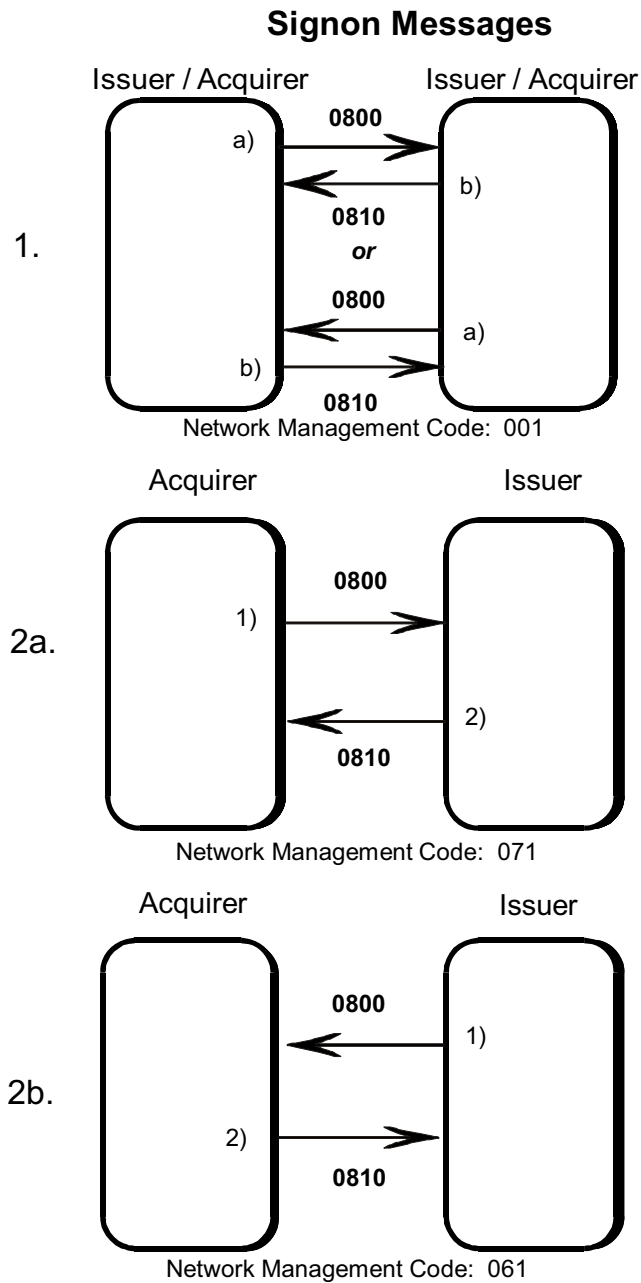 Signon Messages
Issuer / Acquirer
Issuer / Acquirer
0800
a)
b)
0810
1.
or
0800
a)
b)
0810
Network Management Code: 001
Acquirer
Issuer
0800
1)
2a.
2)
0810
Network Management Code: 071
Acquirer
Issuer
0800
1)
2b.
2)
0810
Network Management Code: 061